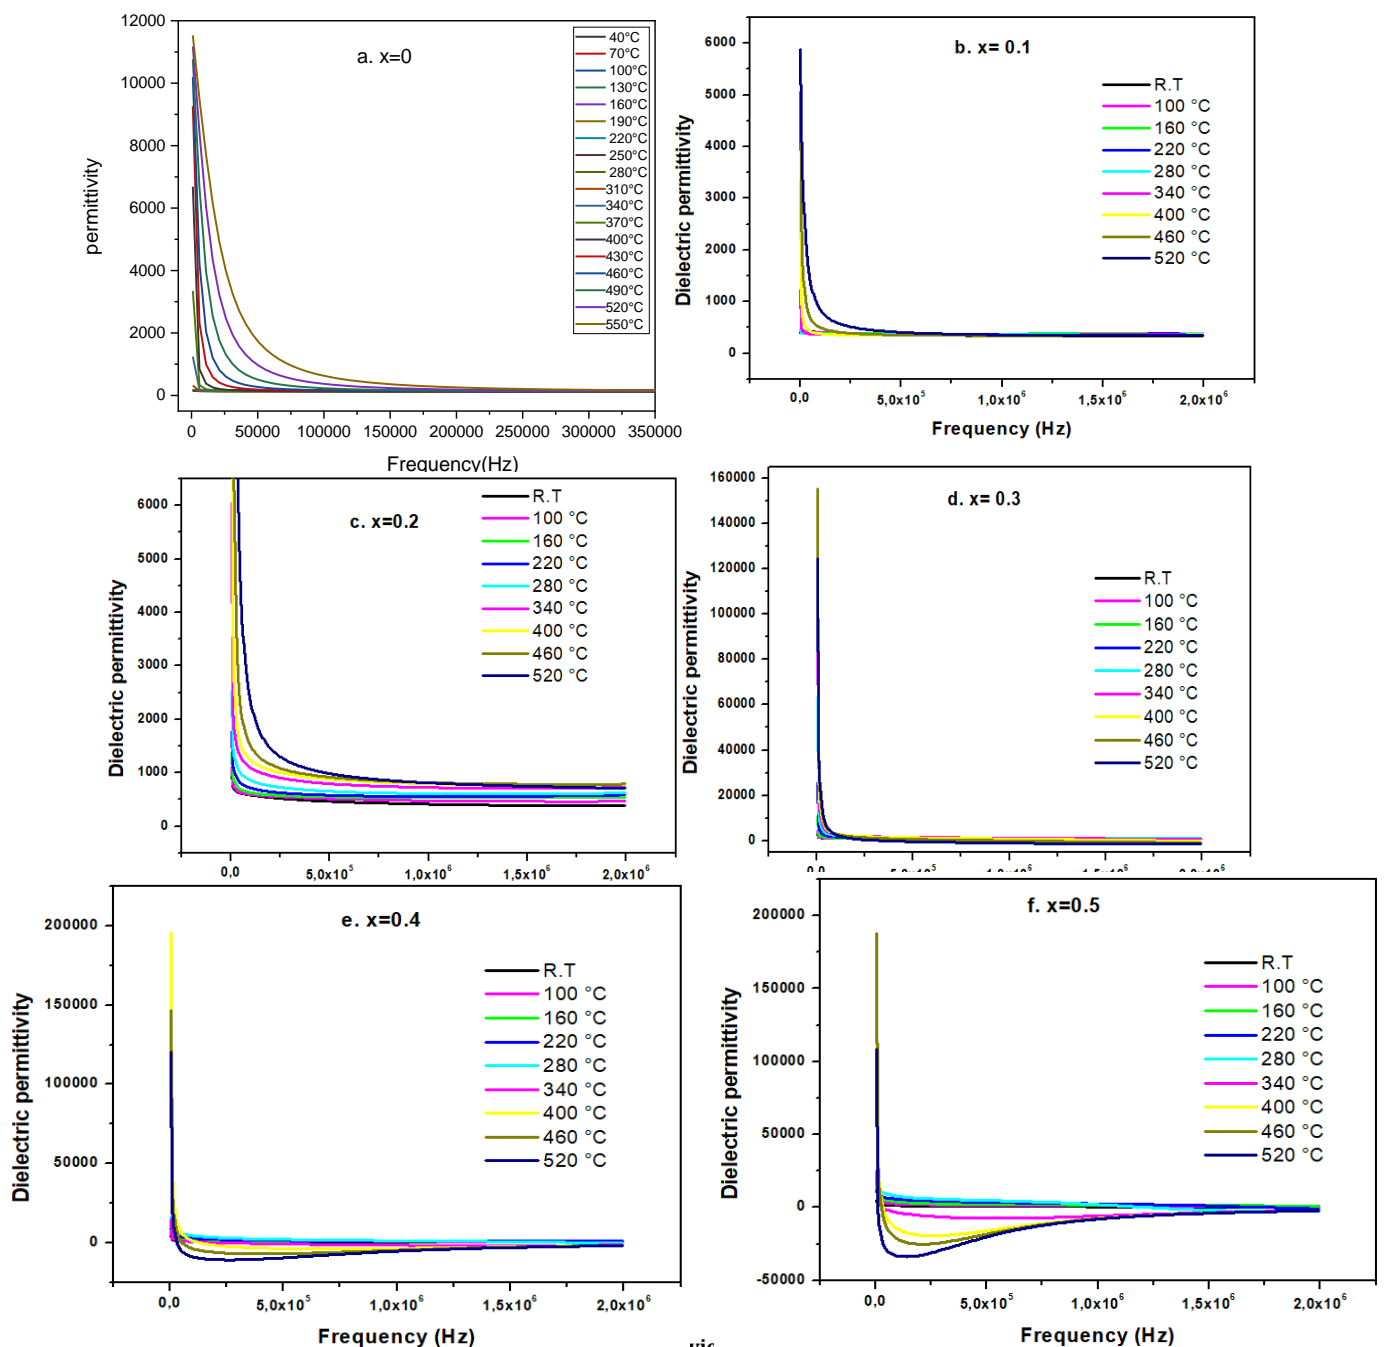 a. x=0
permittivity
12000
10000
8000
6000
4000
2000
0
0
50000
100000
150000
200000
250000
300000
350000
Frequency(Hz)
40°C
70°C
100°C
130°C
160°C
190°C
220°C
250°C
280°C
310°C
340°C
370°C
400°C
430°C
460°C
490°C
520°C
550°C
b. x= 0.1
Dielectric permittivity
6000
5000
4000
3000
2000
1000
0
0,0
5,0x10⁵
1,0x10⁶
1,5x10⁶
2,0x10⁶
Frequency (Hz)
R.T
100 °C
160 °C
220 °C
280 °C
340 °C
400 °C
460 °C
520 °C
c. x=0.2
Dielectric permittivity
6000
5000
4000
3000
2000
1000
0
0,0
5,0x10⁵
1,0x10⁶
1,5x10⁶
2,0x10⁶
R.T
100 °C
160 °C
220 °C
280 °C
340 °C
400 °C
460 °C
520 °C
d. x= 0.3
Dielectric permittivity
160000
140000
120000
100000
80000
60000
40000
20000
0
R.T
100 °C
160 °C
220 °C
280 °C
340 °C
400 °C
460 °C
520 °C
e. x=0.4
Dielectric permittivity
200000
150000
100000
50000
0
0,0
5,0x10⁵
1,0x10⁶
1,5x10⁶
2,0x10⁶
Frequency (Hz)
R.T
100 °C
160 °C
220 °C
280 °C
340 °C
400 °C
460 °C
520 °C
f. x=0.5
Dielectric permittivity
200000
150000
100000
50000
0
-50000
0,0
5,0x10⁵
1,0x10⁶
1,5x10⁶
2,0x10⁶
Frequency (Hz)
R.T
100 °C
160 °C
220 °C
280 °C
340 °C
400 °C
460 °C
520 °C